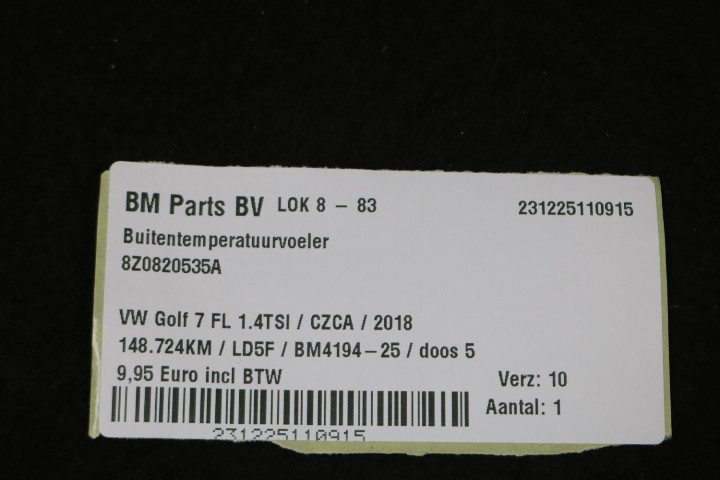 BM Parts BV LOK 8 - 83 231225110915
Buitentemperatuurvoeler
8Z0820535A
VW Golf 7 FL 1.4TSI / CZCA / 2018
148.724KM / LD5F / BM4194-25 / doos 5
9,95 Euro incl BTW Verz: 10
Aantal: 1
231225110915